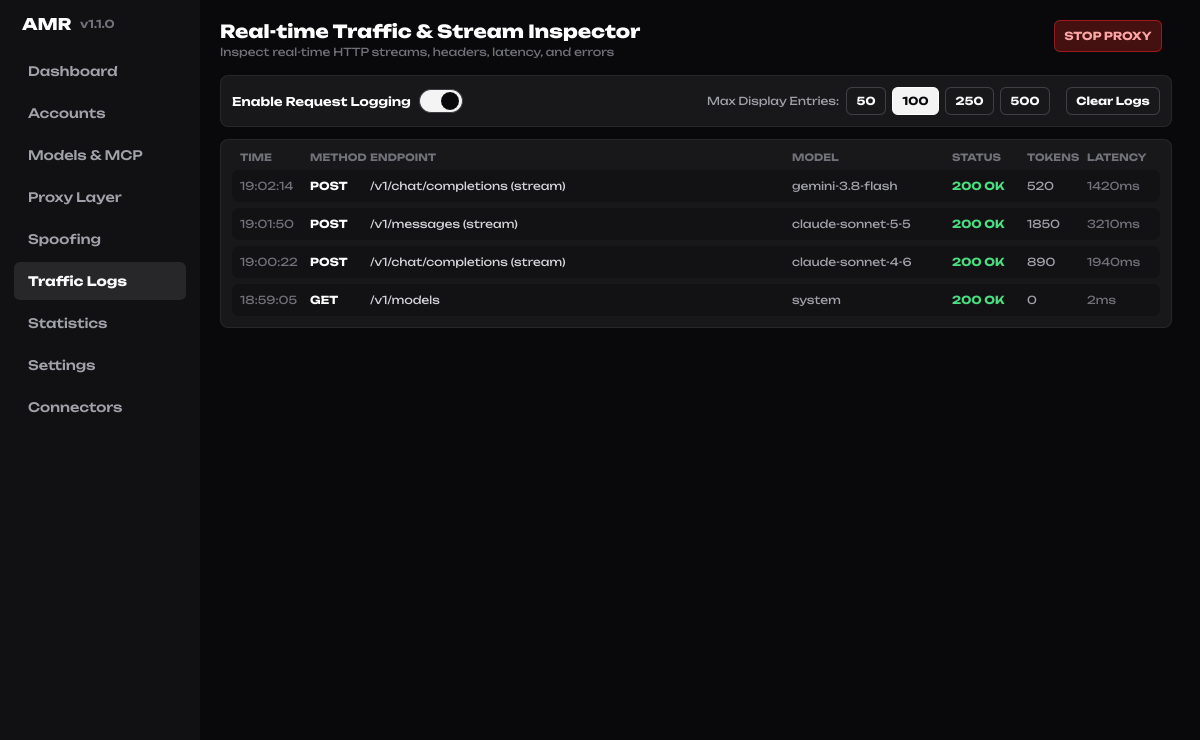 AMR v1.1.0
Dashboard
Accounts
Models & MCP
Proxy Layer
Spoofing
Traffic Logs
Statistics
Settings
Connectors
Real-time Traffic & Stream Inspector
Inspect real-time HTTP streams, headers, latency, and errors
STOP PROXY
Enable Request Logging
Max Display Entries: 50 100 250 500 Clear Logs
TIME METHOD ENDPOINT MODEL STATUS TOKENS LATENCY
19:02:14 POST /v1/chat/completions (stream) gemini-3.8-flash 200 OK 520 1420ms
19:01:50 POST /v1/messages (stream) claude-sonnet-5-5 200 OK 1850 3210ms
19:00:22 POST /v1/chat/completions (stream) claude-sonnet-4-6 200 OK 890 1940ms
18:59:05 GET /v1/models system 200 OK 0 2ms